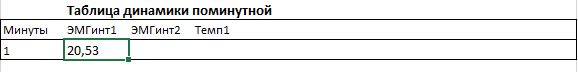 Таблица динамики поминутной
Минуты ЭМГинт1 ЭМГинт2 Темп1
1 20,53